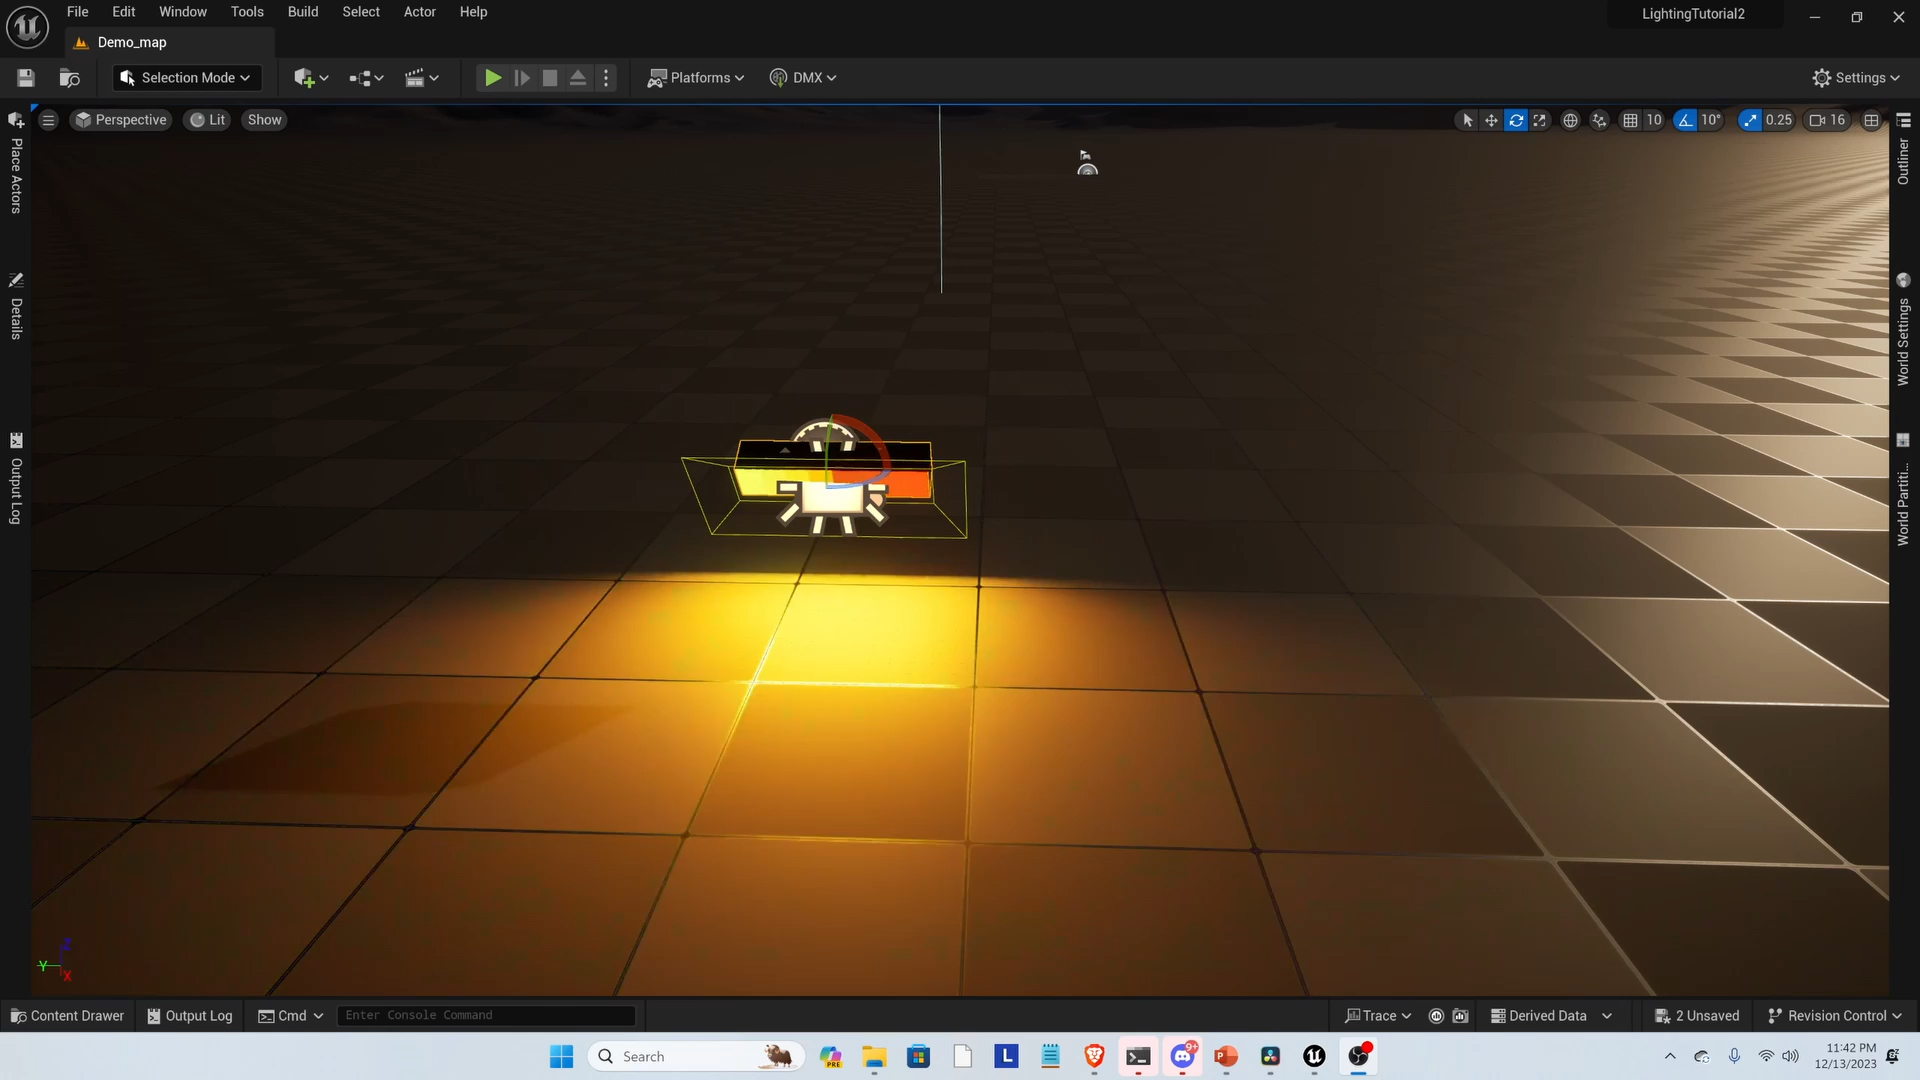 File Edit Window Tools Build Select Actor Help
LightingTutorial2
Demo_map
Selection Mode
Platforms
DMX
Settings
Perspective
Lit
Show
10
10°
0.25
16
Place Actors
Details
Output Log
Outliner
World Settings
World Partiti...
Z
Y
X
Content Drawer
Output Log
Cmd
Enter Console Command
Trace
Derived Data
2 Unsaved
Revision Control
Search
PRE
L
9+
11:42 PM
12/13/2023